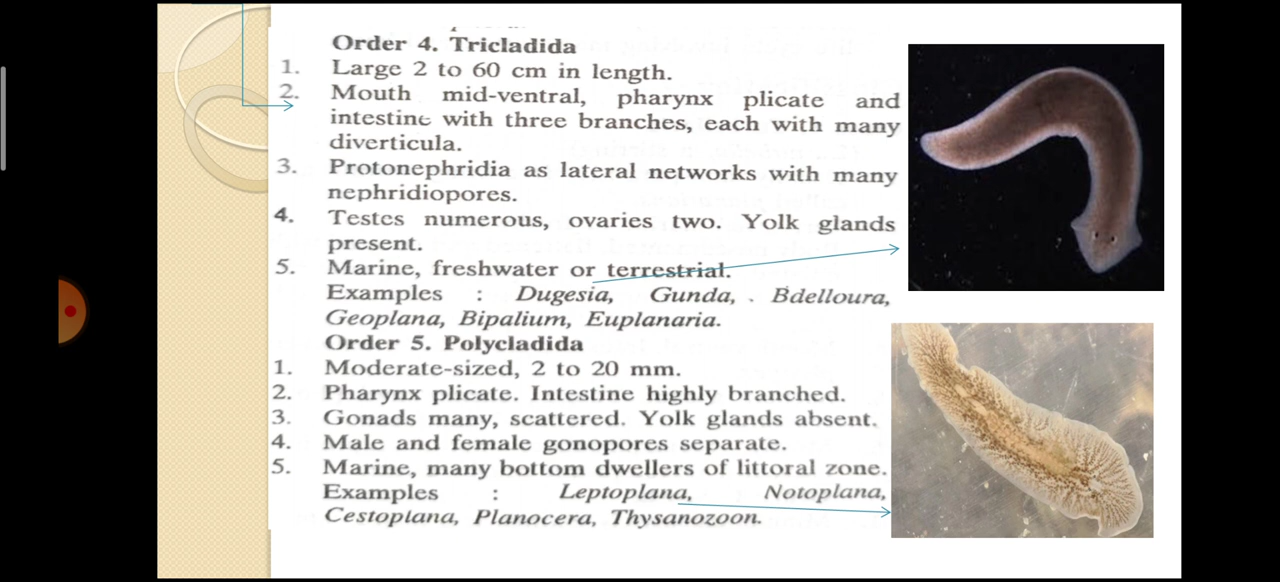 Order 4. Tricladida
1. Large 2 to 60 cm in length.
2. Mouth mid-ventral, pharynx plicate and
intestine with three branches, each with many
diverticula.
3. Protonephridia as lateral networks with many
nephridiopores.
4. Testes numerous, ovaries two. Yolk glands
present.
5. Marine, freshwater or terrestrial.
Examples : Dugesia, Gunda, Bdelloura,
Geoplana, Bipalium, Euplanaria.
Order 5. Polycladida
1. Moderate-sized, 2 to 20 mm.
2. Pharynx plicate. Intestine highly branched.
3. Gonads many, scattered. Yolk glands absent.
4. Male and female gonopores separate.
5. Marine, many bottom dwellers of littoral zone.
Examples : Leptoplana, Notoplana,
Cestoplana, Planocera, Thysanozoon.